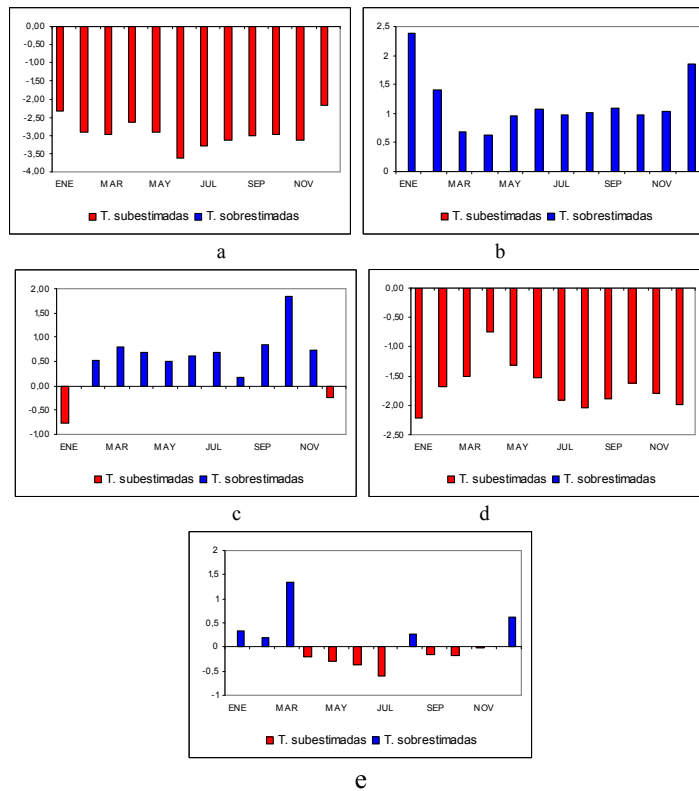 0,00
-0,50
-1,00
-1,50
-2,00
-2,50
-3,00
-3,50
-4,00
ENE MAR MAY JUL SEP NOV
T. subestimadas T. sobrestimadas
a
2,5
2
1,5
1
0,5
0
ENE MAR MAY JUL SEP NOV
T. subestimadas T. sobrestimadas
b
2,00
1,50
1,00
0,50
0,00
-0,50
-1,00
ENE MAR MAY JUL SEP NOV
T. subestimadas T. sobrestimadas
c
0,00
-0,50
-1,00
-1,50
-2,00
-2,50
ENE MAR MAY JUL SEP NOV
T. subestimadas T. sobrestimadas
d
2
1,5
1
0,5
0
-0,5
-1
ENE MAR MAY JUL SEP NOV
T. subestimadas T. sobrestimadas
e